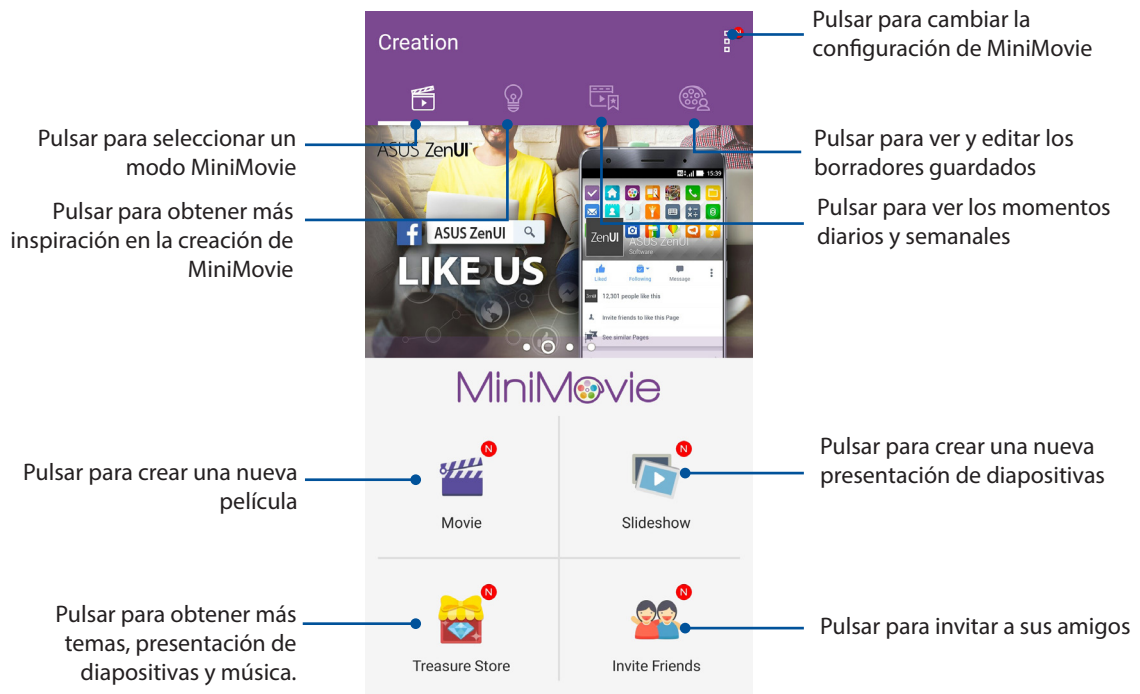 Pulsar para cambiar la
configuración de MiniMovie
Creation
N
Pulsar para seleccionar un
modo MiniMovie
Pulsar para obtener más
inspiración en la creación de
MiniMovie
Pulsar para ver y editar los
borradores guardados
Pulsar para ver los momentos
diarios y semanales
ASUS ZenUI
ASUS ZenUI
LIKE US
15:39
ZenUI
ASUS ZenUI
Software
Liked
Following
Message
ZenUI
12,301 people like this
Invite friends to like this Page
See similar Pages
MiniMovie
Pulsar para crear una nueva
película
N
Movie
N
Slideshow
Pulsar para crear una nueva
presentación de diapositivas
Pulsar para obtener más
temas, presentación de
diapositivas y música.
N
Treasure Store
N
Invite Friends
Pulsar para invitar a sus amigos